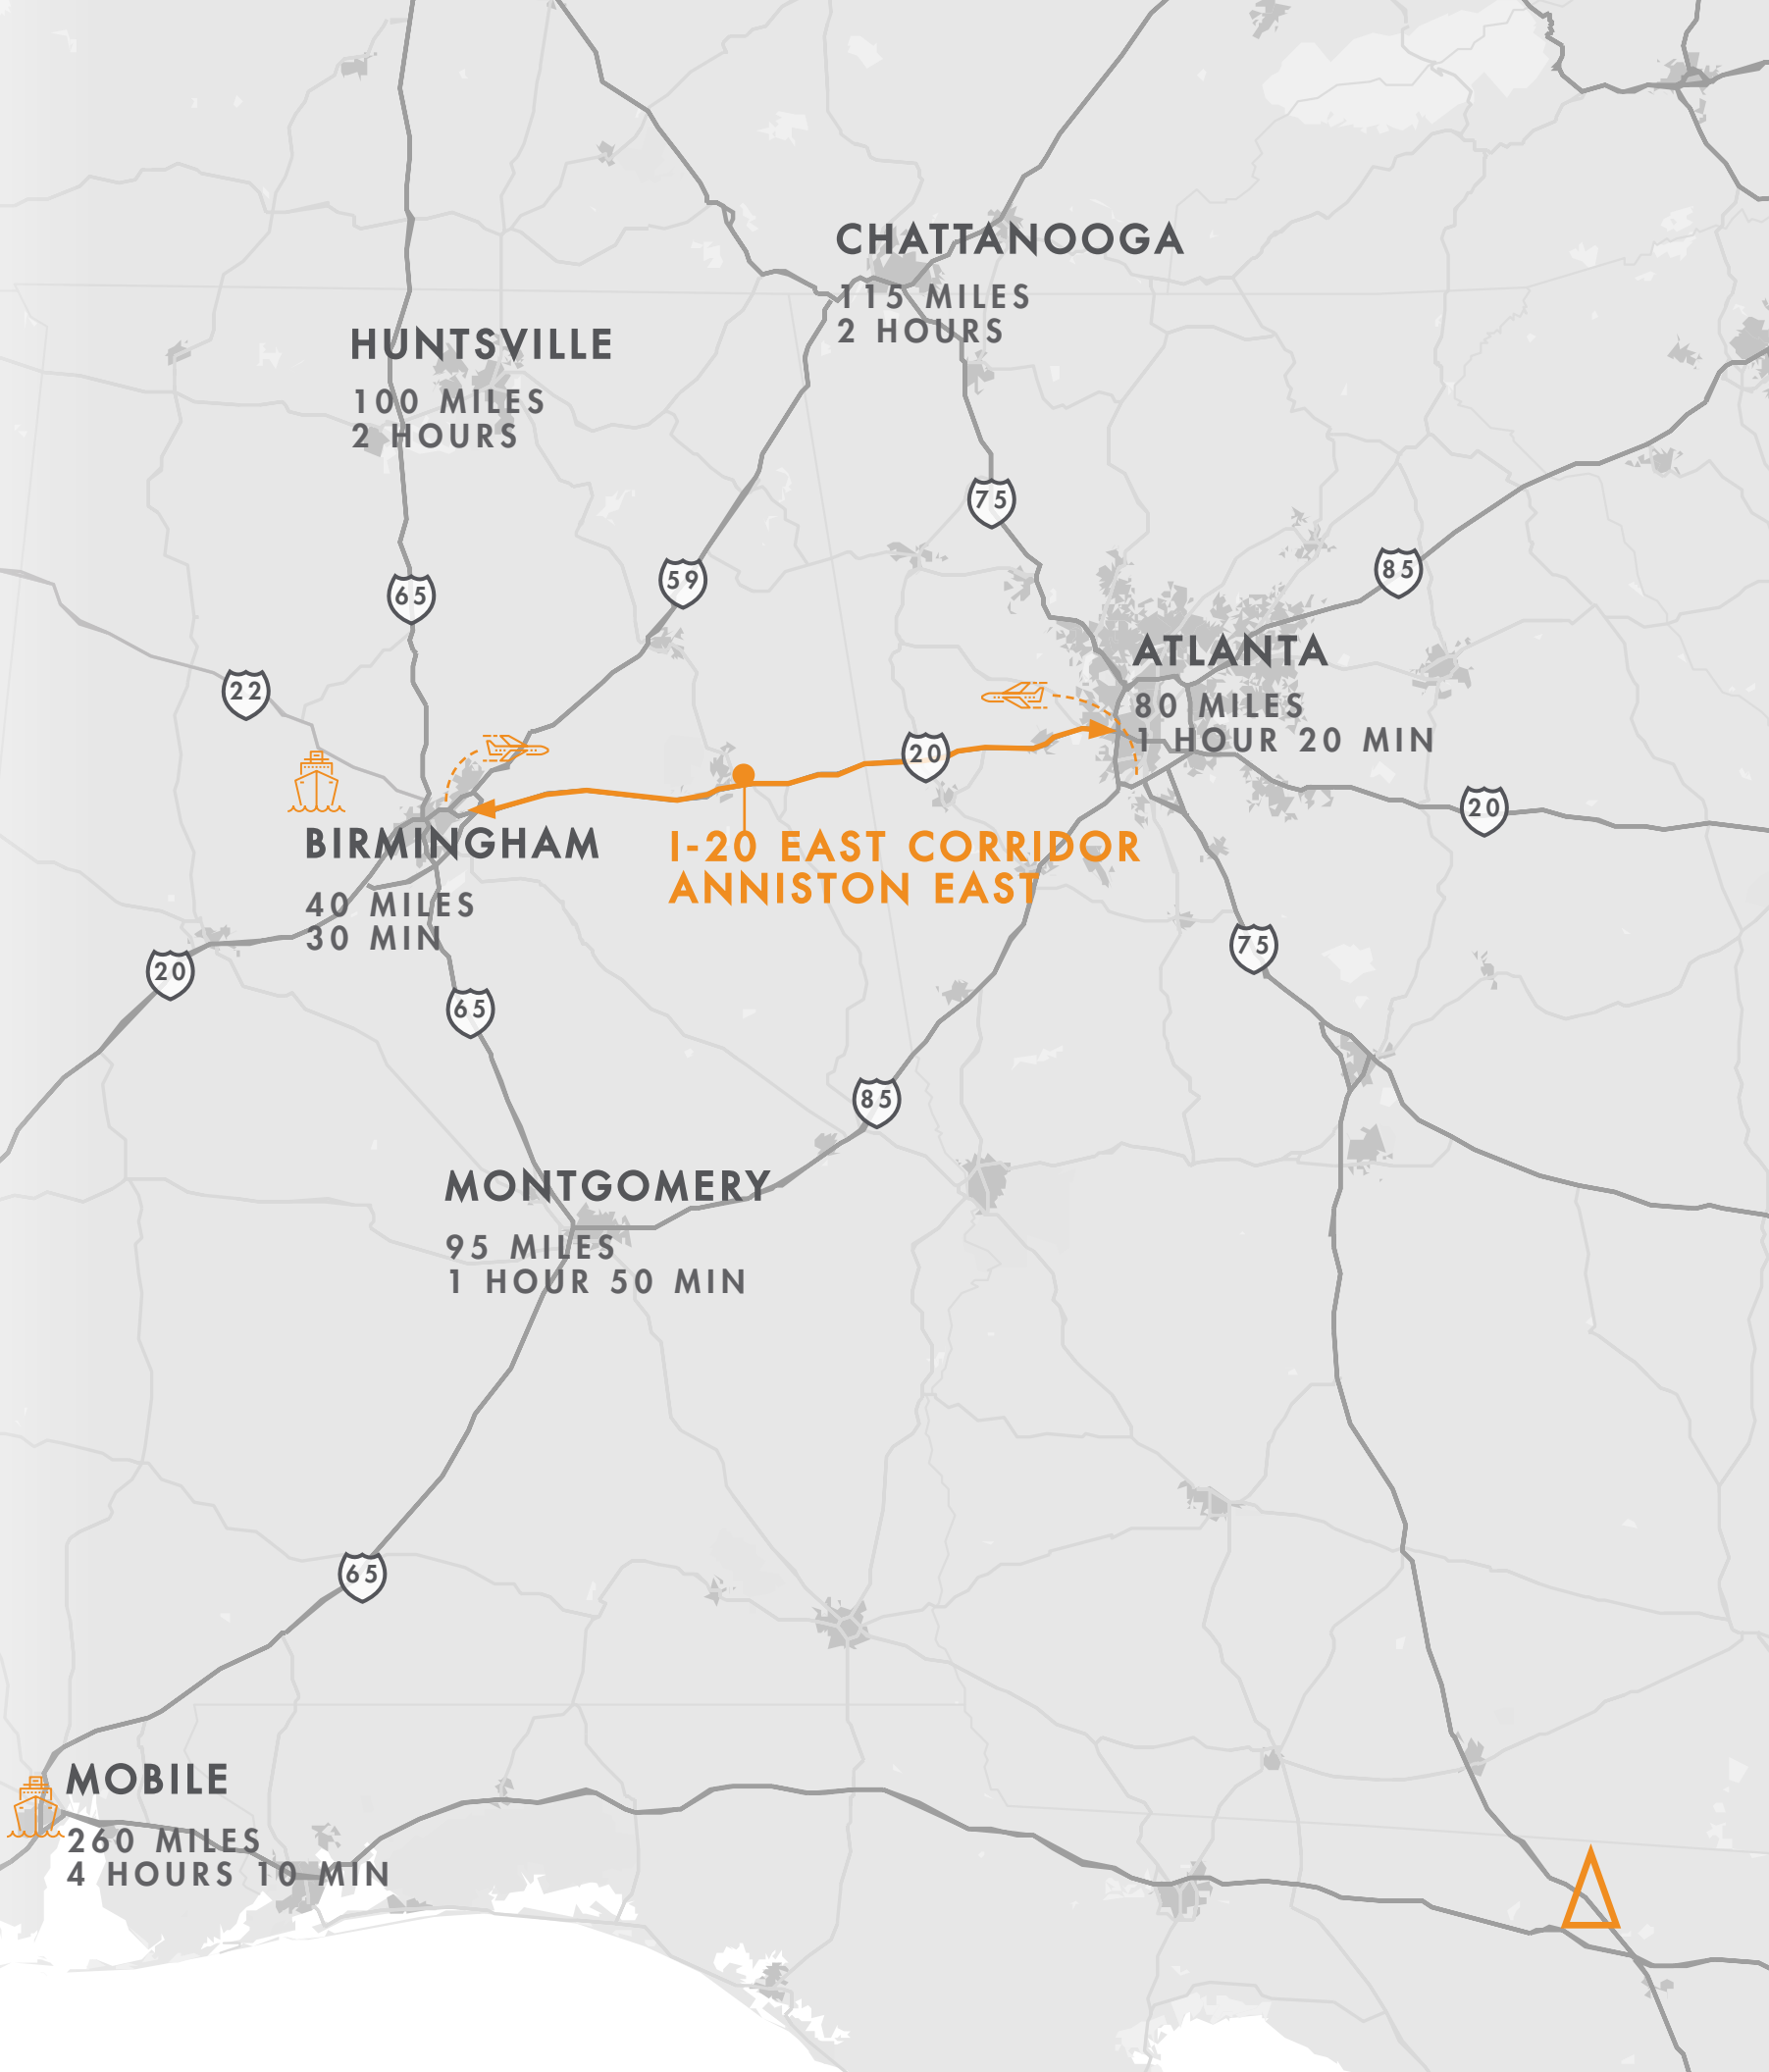 CHATTANOOGA
115 MILES
2 HOURS
HUNTSVILLE
100 MILES
2 HOURS
75
85
59
65
ATLANTA
80 MILES
1 HOUR 20 MIN
22
20
20
BIRMINGHAM
40 MILES
30 MIN
I-20 EAST CORRIDOR
ANNISTON EAST
75
20
65
85
MONTGOMERY
95 MILES
1 HOUR 50 MIN
65
MOBILE
260 MILES
4 HOURS 10 MIN